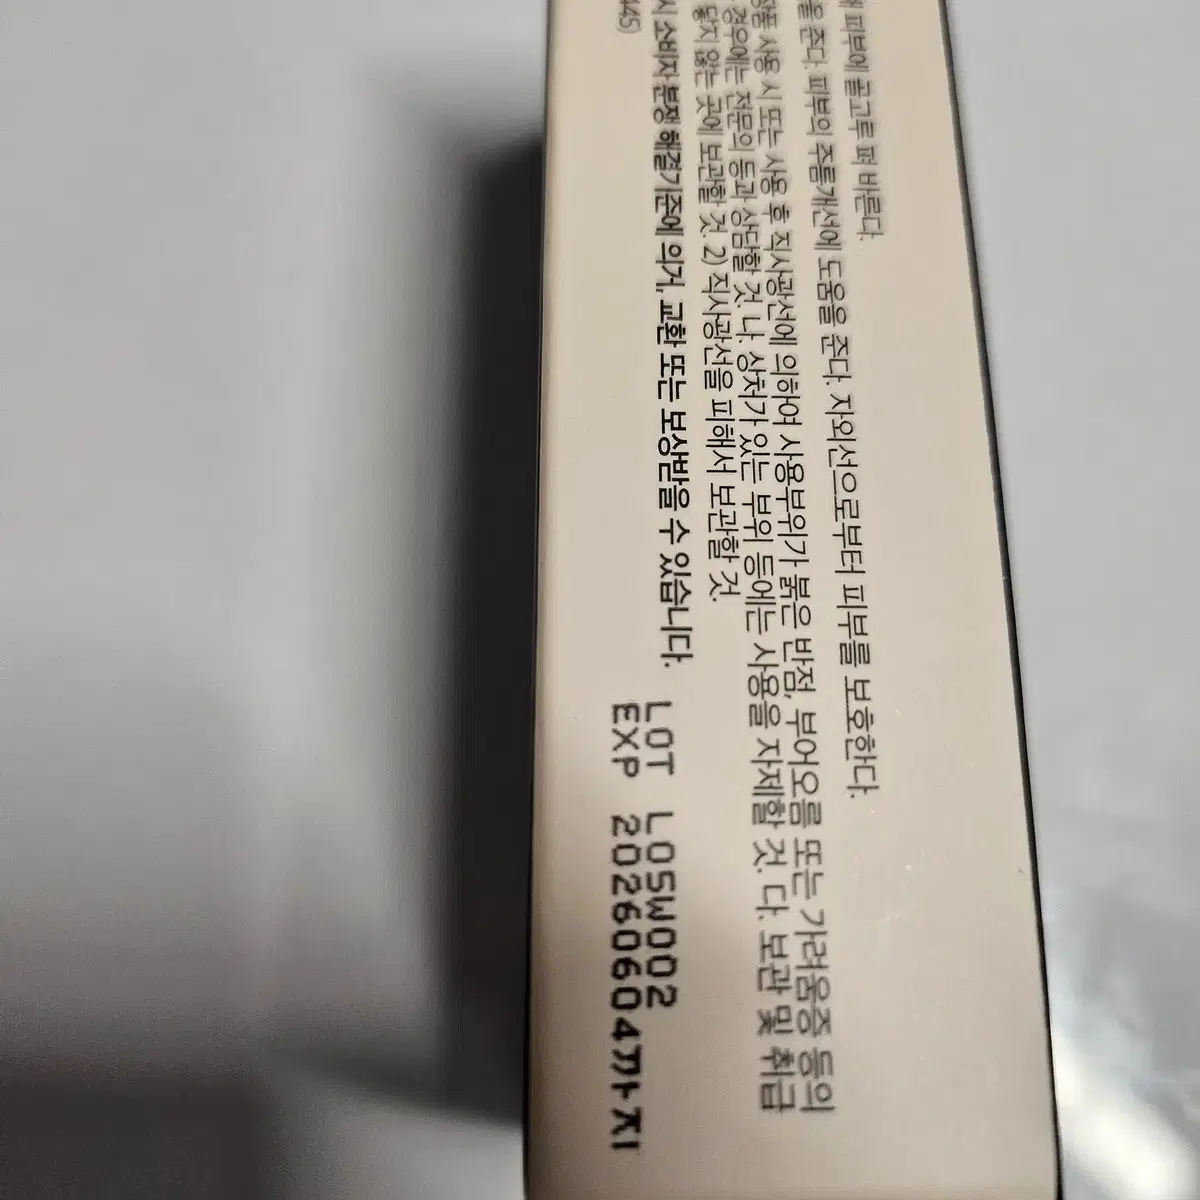 피부에 골고루 펴 바른다.
을 준다. 피부의 주름개선에 도움을 준다. 자외선으로부터 피부를 보호한다.
사용 시 또는 사용 후 직사광선에 의하여 사용부위가 붉은 반점, 부어오름 또는 가려움증 등의
경우에는 전문의 등과 상담할 것. 나. 상처가 있는 부위 등에는 사용을 자제할 것. 다. 보관 및 취급
닿지 않는 곳에 보관할 것. 2) 직사광선을 피해서 보관할 것.
시 소비자 분쟁 해결기준에 의거, 교환 또는 보상받을 수 있습니다.
LOT L05W002
EXP 20260604까지